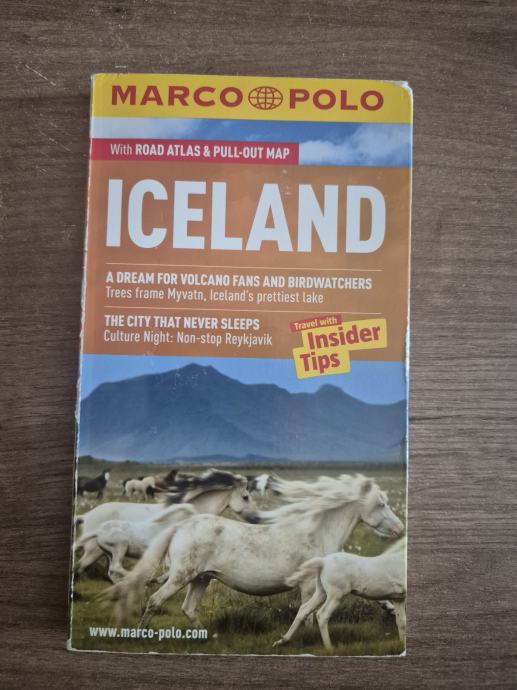 MARCO POLO
With ROAD ATLAS & PULL-OUT MAP
ICELAND
A DREAM FOR VOLCANO FANS AND BIRDWATCHERS
Trees frame Myvatn, Iceland's prettiest lake
THE CITY THAT NEVER SLEEPS
Culture Night: Non-stop Reykjavik
Travel with
Insider
Tips
www.marco-polo.com